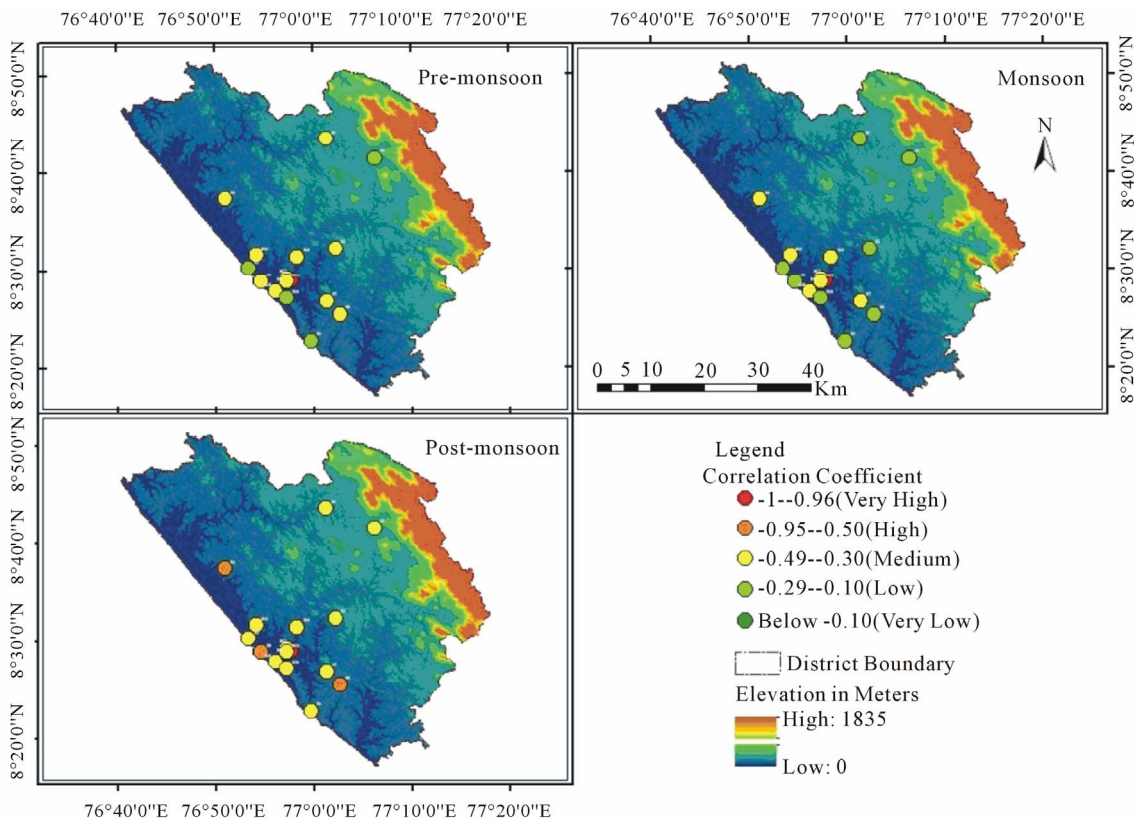 76°40'0"E 76°50'0"E 77°00'0"E 77°10'0"E 77°20'0"E
76°40'0"E 76°50'0"E 77°00'0"E 77°10'0"E 77°20'0"E
8°50'0"N
8°40'0"N
8°30'0"N
8°20'0"N
Pre-monsoon
Monsoon
N
0 5 10 20 30 40
Km
8°50'0"N
8°40'0"N
8°30'0"N
8°20'0"N
8°50'0"N
8°40'0"N
8°30'0"N
8°20'0"N
Post-monsoon
Legend
Correlation Coefficient
-1--0.96(Very High)
-0.95--0.50(High)
-0.49--0.30(Medium)
-0.29--0.10(Low)
Below -0.10(Very Low)
District Boundary
Elevation in Meters
High: 1835
Low: 0
76°40'0"E 76°50'0"E 77°00'0"E 77°10'0"E 77°20'0"E